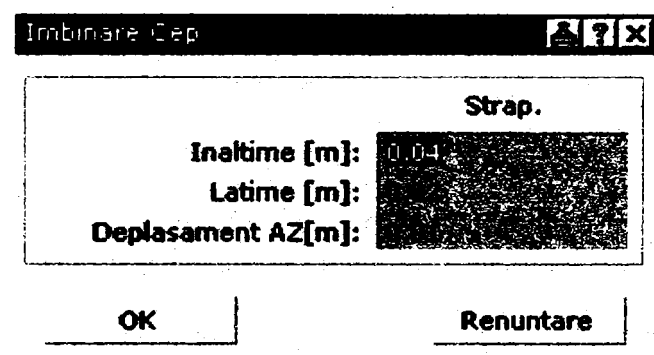 Imbinare Cep
Strap.
Inaltime [m]: 0.04
Latime [m]:
Deplasament AZ[m]:
OK Renuntare